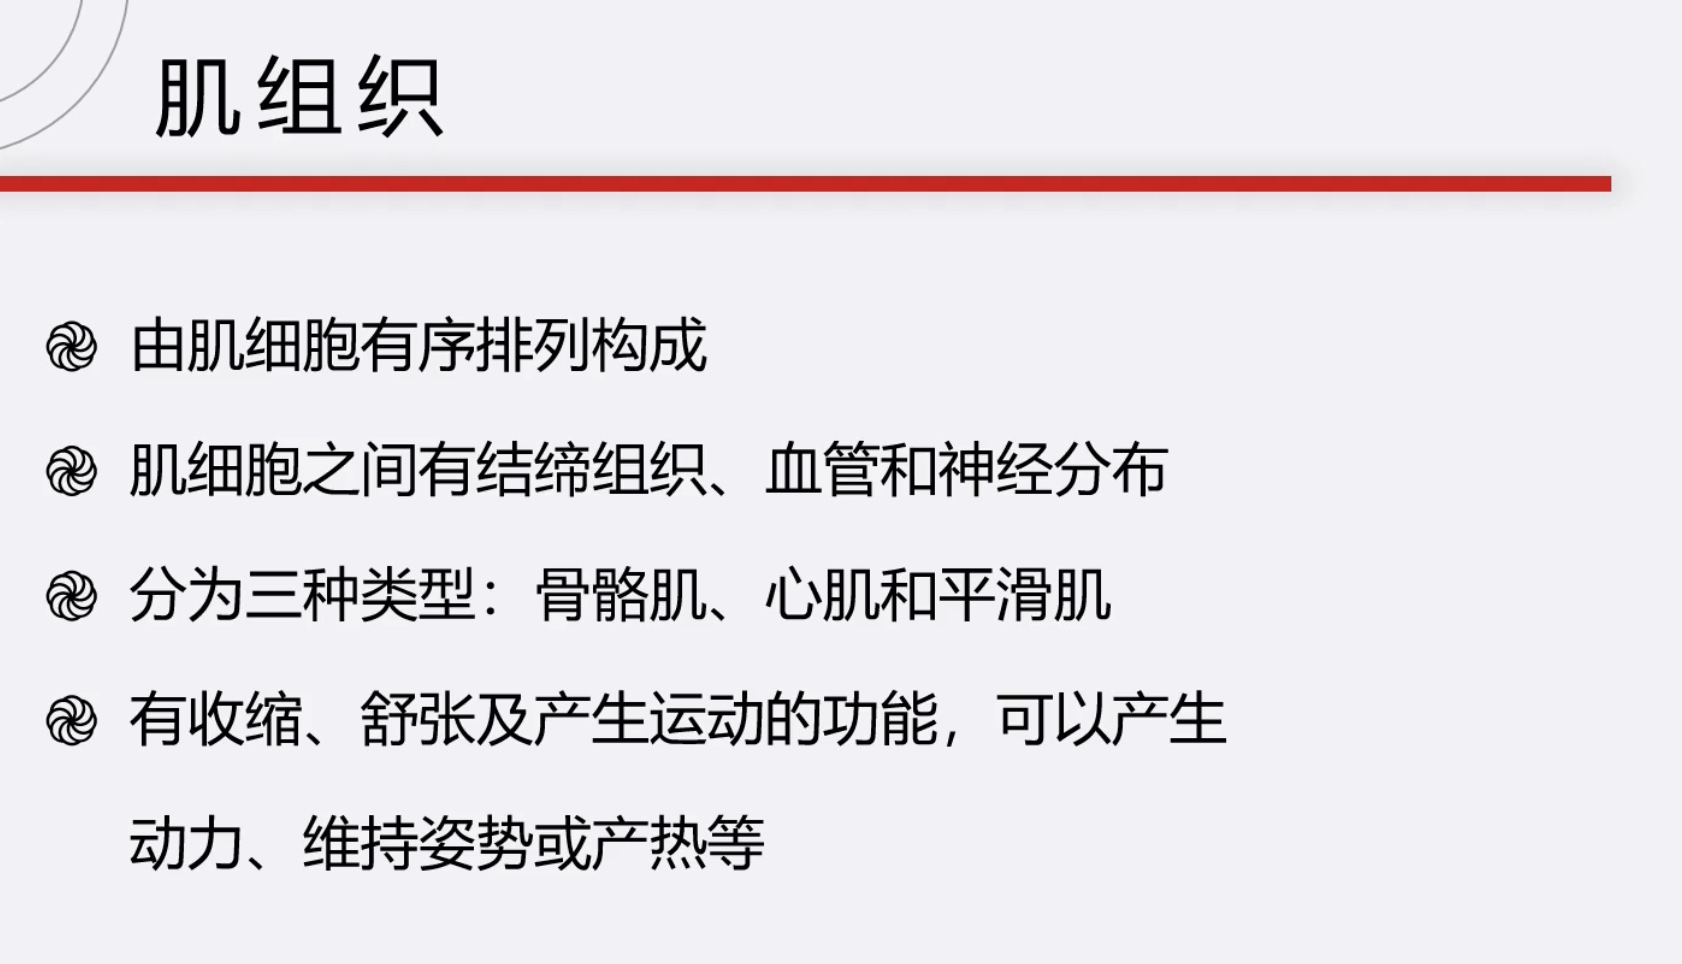 肌组织
由肌细胞有序排列构成
肌细胞之间有结缔组织、血管和神经分布
分为三种类型：骨骼肌、心肌和平滑肌
有收缩、舒张及产生运动的功能，可以产生
动力、维持姿势或产热等